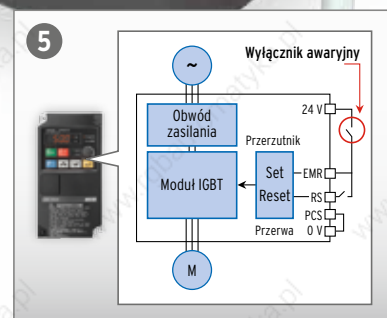 5
Wyłącznik awaryjny
~
24 V
Obwód
zasilania
Przerzutnik
Moduł IGBT
Set
Reset
EMR
RS
PCS
Przerwa
0 V
M